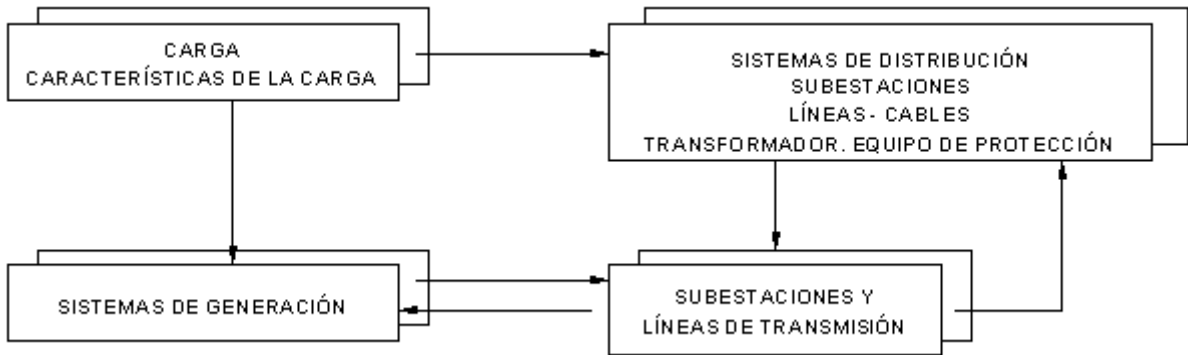 CARGA
CARACTERÍSTICAS DE LA CARGA
SISTEMAS DE DISTRIBUCIÓN
SUBESTACIONES
LÍNEAS - CABLES
TRANSFORMADOR. EQUIPO DE PROTECCIÓN
SISTEMAS DE GENERACIÓN
SUBESTACIONES Y
LÍNEAS DE TRANSMISIÓN